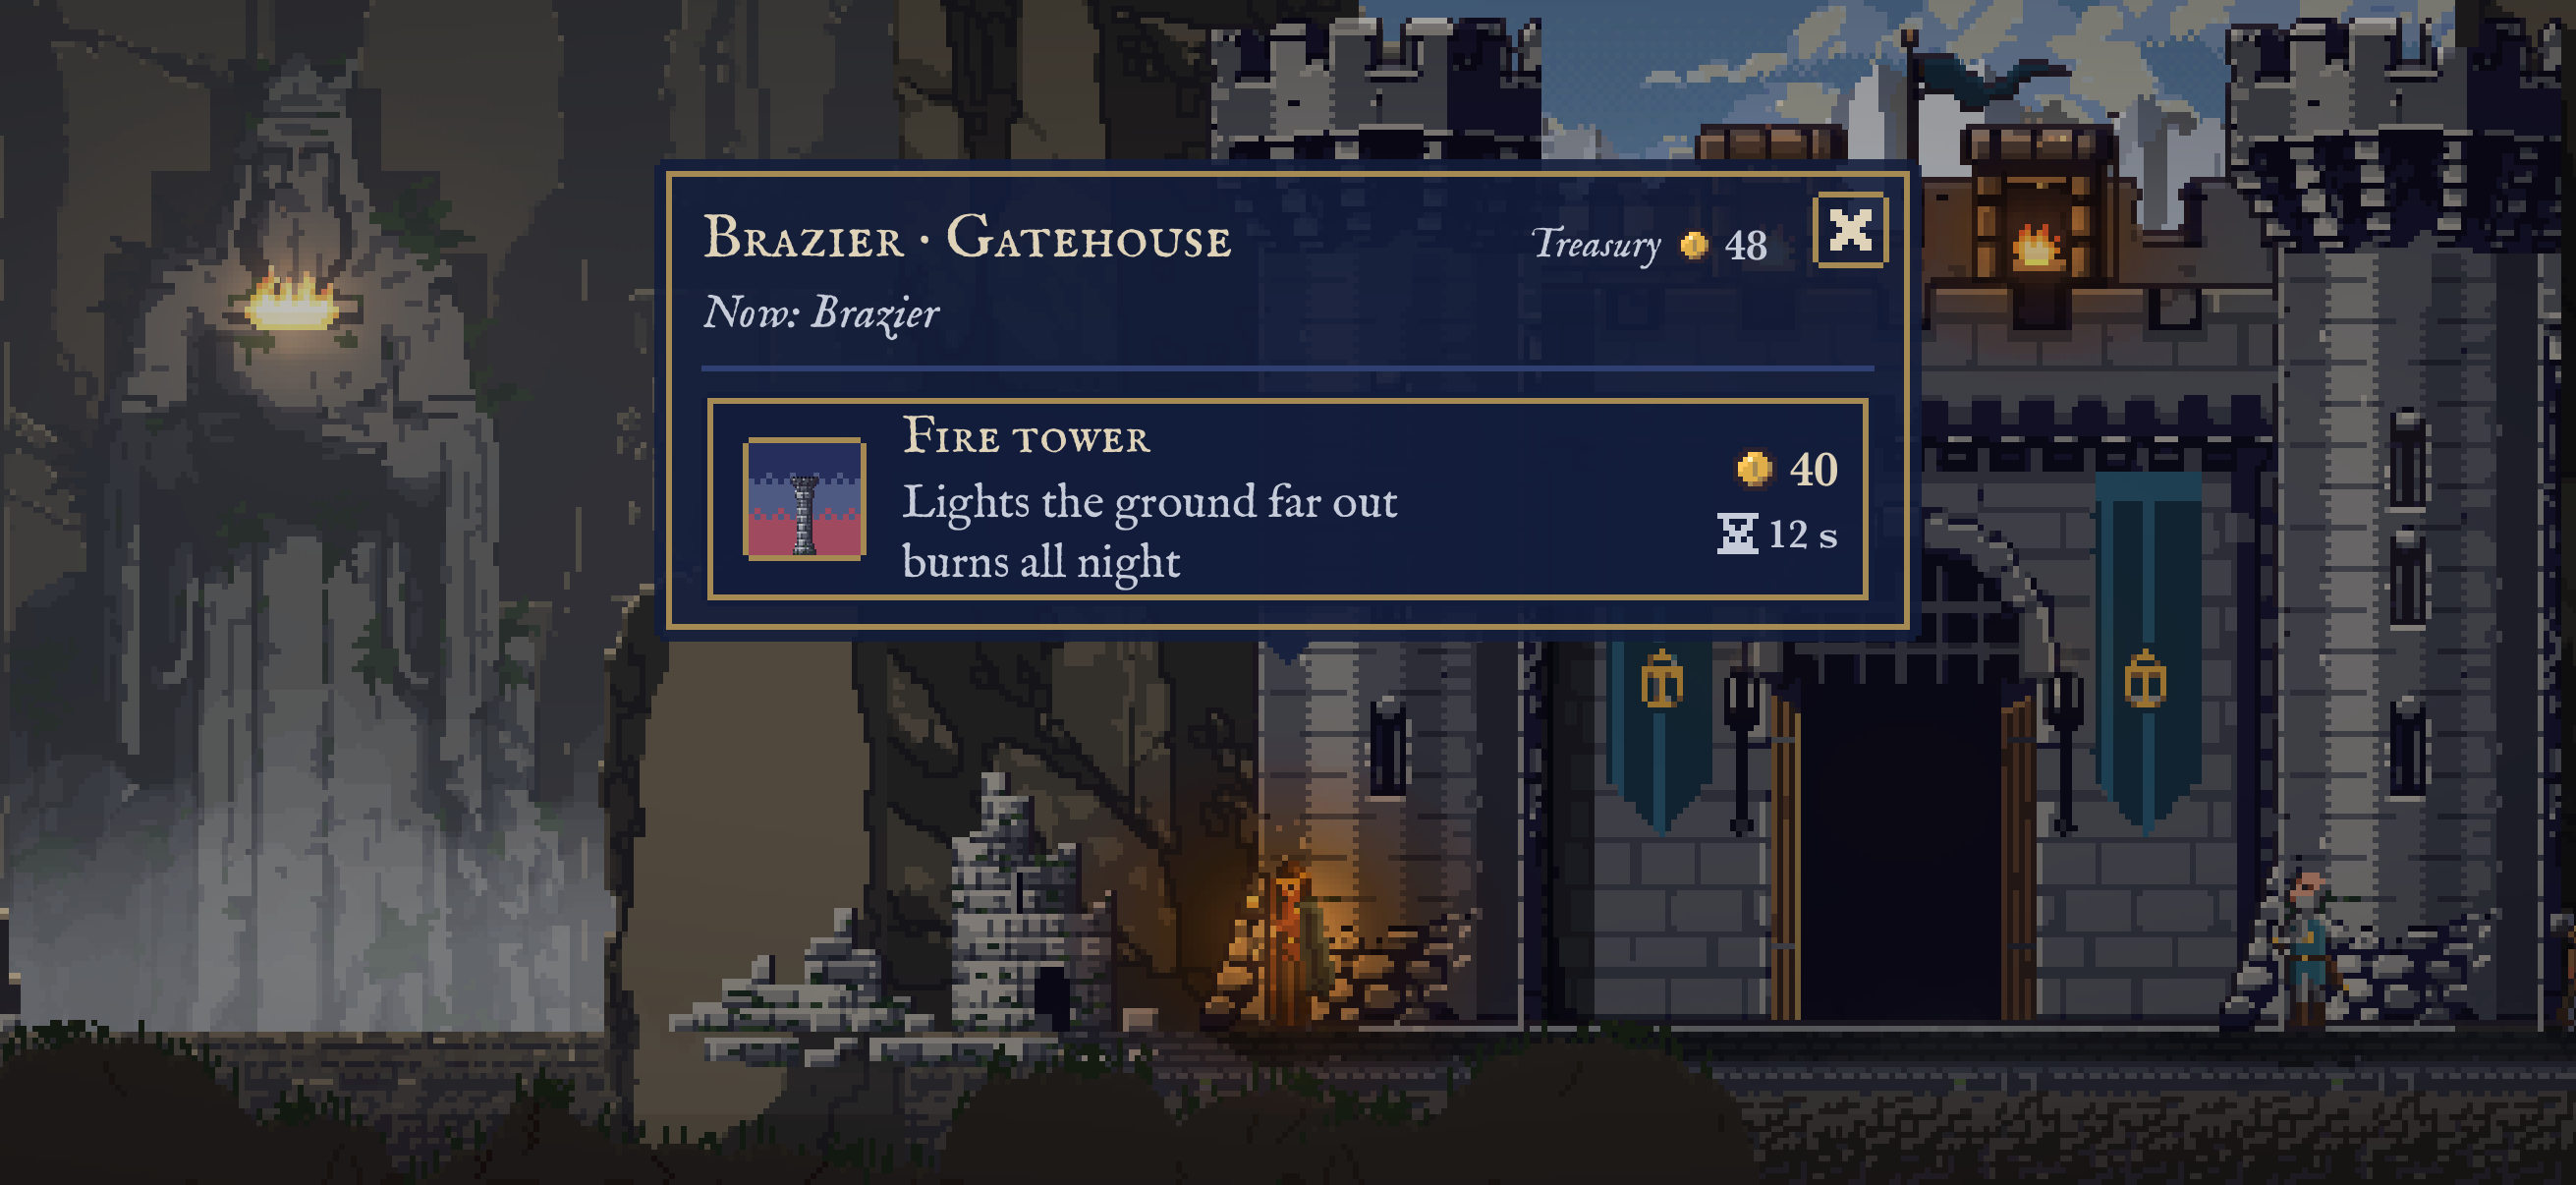 Brazier · Gatehouse
Treasury 48
Now: Brazier
Fire tower
Lights the ground far out
burns all night
40
12 s